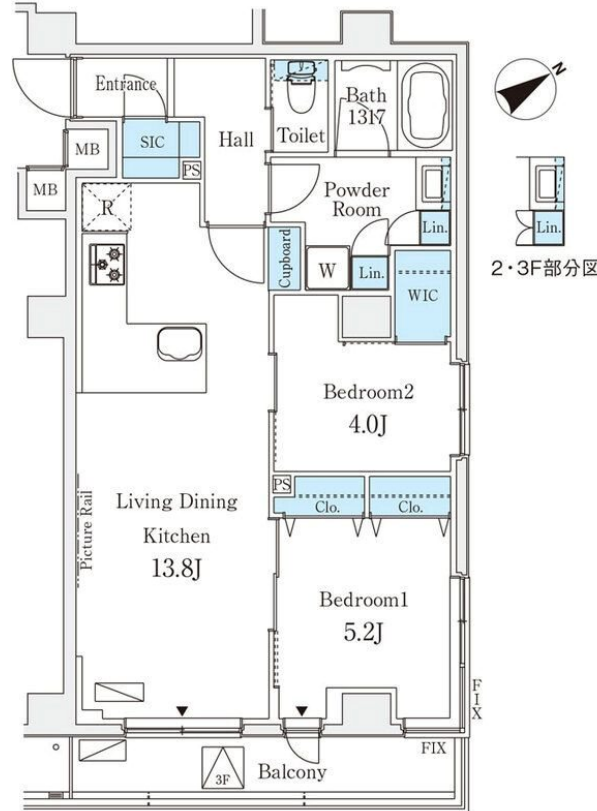 Entrance
Bath
1317
N
MB
SIC
Hall
Toilet
MB
PS
Powder
Room
R
Lin.
Cupboard
W
Lin.
WIC
Lin.
2・3F部分図
Bedroom2
4.0J
Picture Rail
Living Dining
Kitchen
13.8J
PS
Clo.
Clo.
Bedroom1
5.2J
FIX
FIX
3F
Balcony